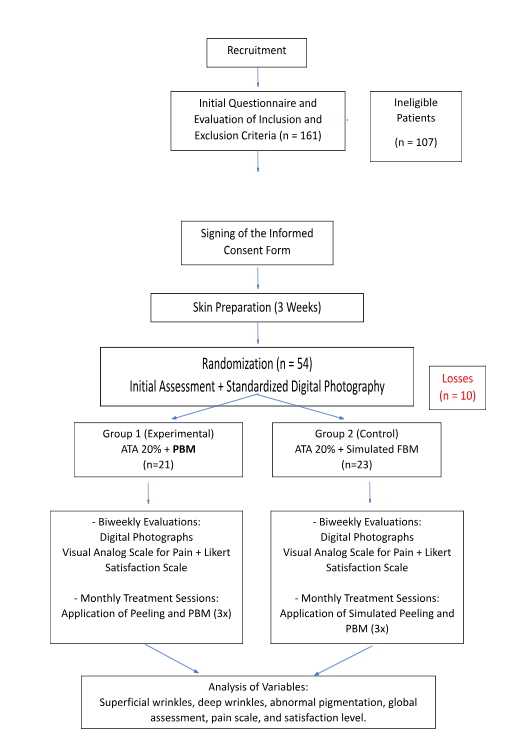 Recruitment
Initial Questionnaire and
Evaluation of Inclusion and
Exclusion Criteria (n = 161)
Ineligible
Patients
(n = 107)
Signing of the Informed
Consent Form
Skin Preparation (3 Weeks)
Randomization (n = 54)
Initial Assessment + Standardized Digital Photography
Losses
(n = 10)
Group 1 (Experimental)
ATA 20% + PBM
(n=21)
Group 2 (Control)
ATA 20% + Simulated FBM
(n=23)
- Biweekly Evaluations:
Digital Photographs
Visual Analog Scale for Pain + Likert
Satisfaction Scale
- Monthly Treatment Sessions:
Application of Peeling and PBM (3x)
- Biweekly Evaluations:
Digital Photographs
Visual Analog Scale for Pain + Likert
Satisfaction Scale
- Monthly Treatment Sessions:
Application of Simulated Peeling and
PBM (3x)
Analysis of Variables:
Superficial wrinkles, deep wrinkles, abnormal pigmentation, global
assessment, pain scale, and satisfaction level.